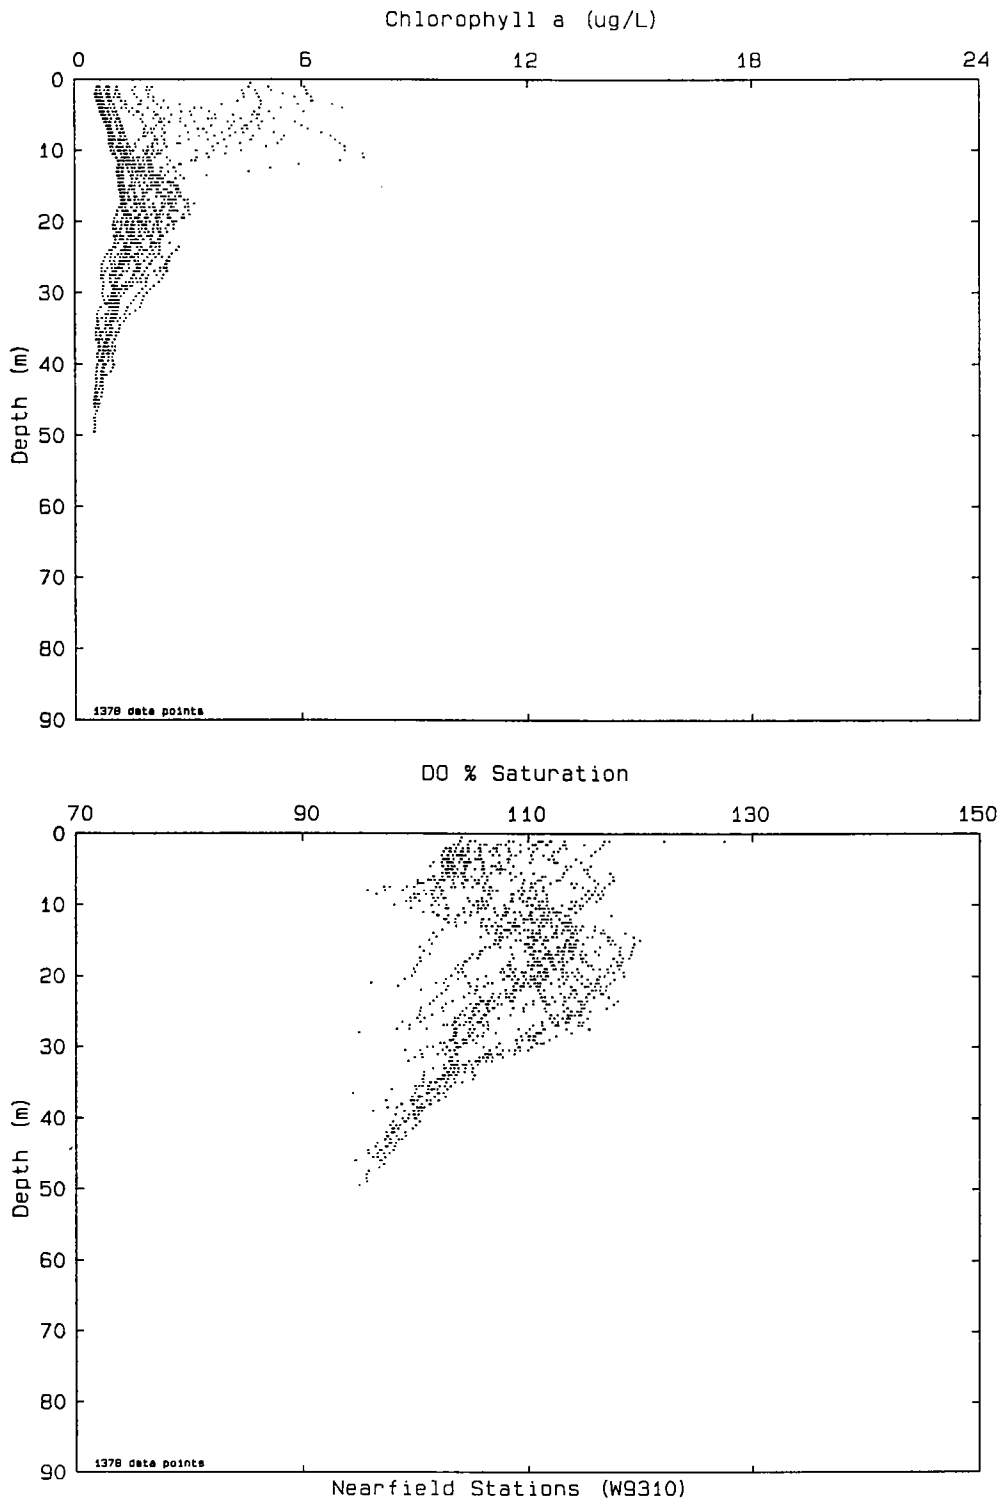 Chlorophyll a (ug/L)
0 6 12 18 24
0
10
20
30
40
50
60
70
80
90
Depth (m)
1378 data points
DO % Saturation
70 90 110 130 150
0
10
20
30
40
50
60
70
80
90
Depth (m)
1378 data points
Nearfield Stations (W9310)